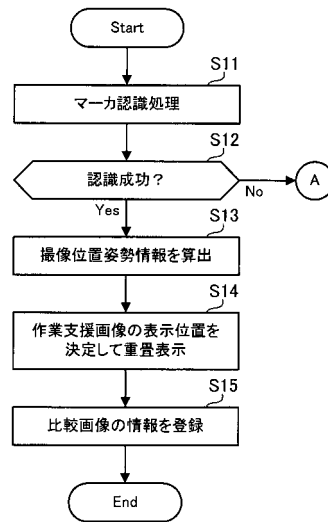 Start
S11
マーカ認識処理
S12
認識成功？
No
A
Yes
S13
撮像位置姿勢情報を算出
S14
作業支援画像の表示位置を
決定して重畳表示
S15
比較画像の情報を登録
End